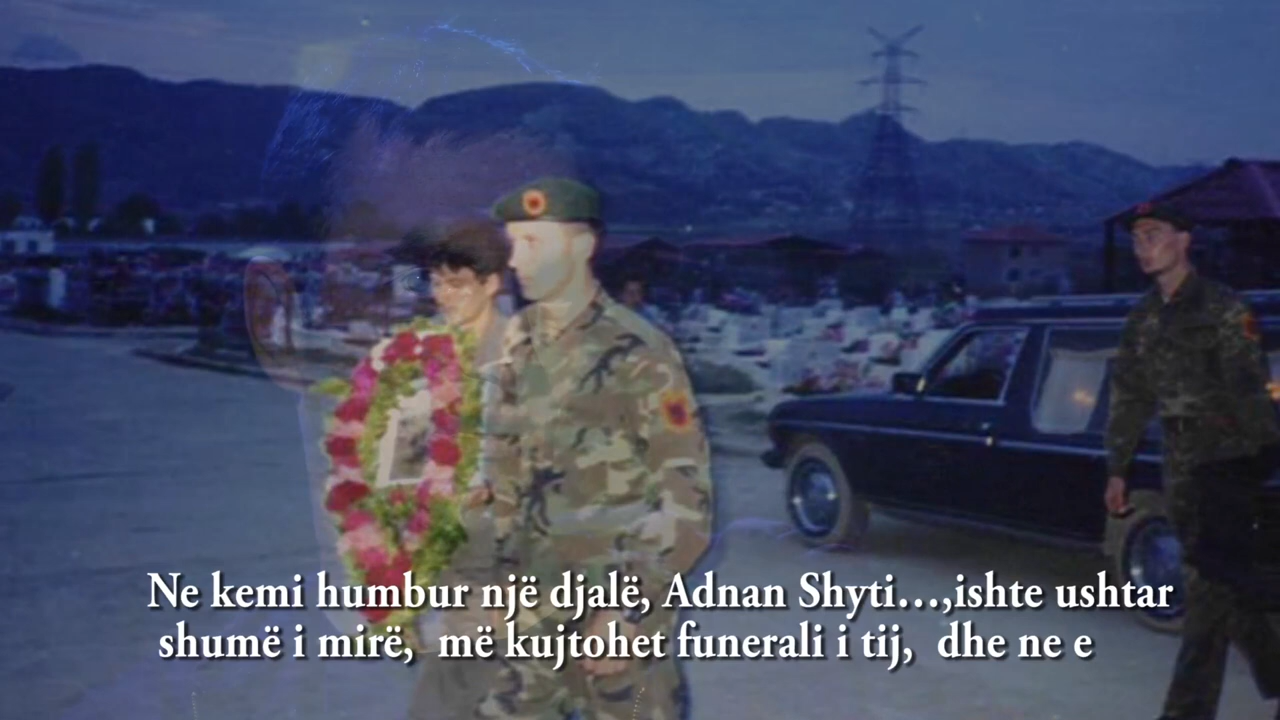 Ne kemi humbur një djalë, Adnan Shyti...,ishte ushtar
shumë i mirë, më kujtohet funerali i tij, dhe ne e